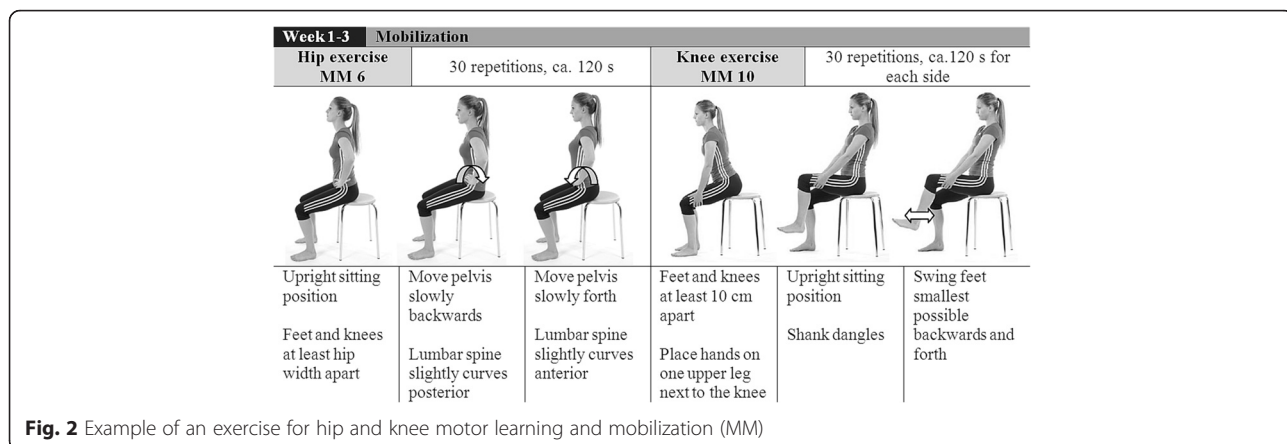 Week 1-3 Mobilization
Hip exercise
MM 6
30 repetitions, ca. 120 s
Knee exercise
MM 10
30 repetitions, ca.120 s for
each side
Upright sitting
position
Feet and knees
at least hip
width apart
Move pelvis
slowly
backwards
Lumbar spine
slightly curves
posterior
Move pelvis
slowly forth
Lumbar spine
slightly curves
anterior
Feet and knees
at least 10 cm
apart
Place hands on
one upper leg
next to the knee
Upright sitting
position
Shank dangles
Swing feet
smallest
possible
backwards and
forth
Fig. 2 Example of an exercise for hip and knee motor learning and mobilization (MM)